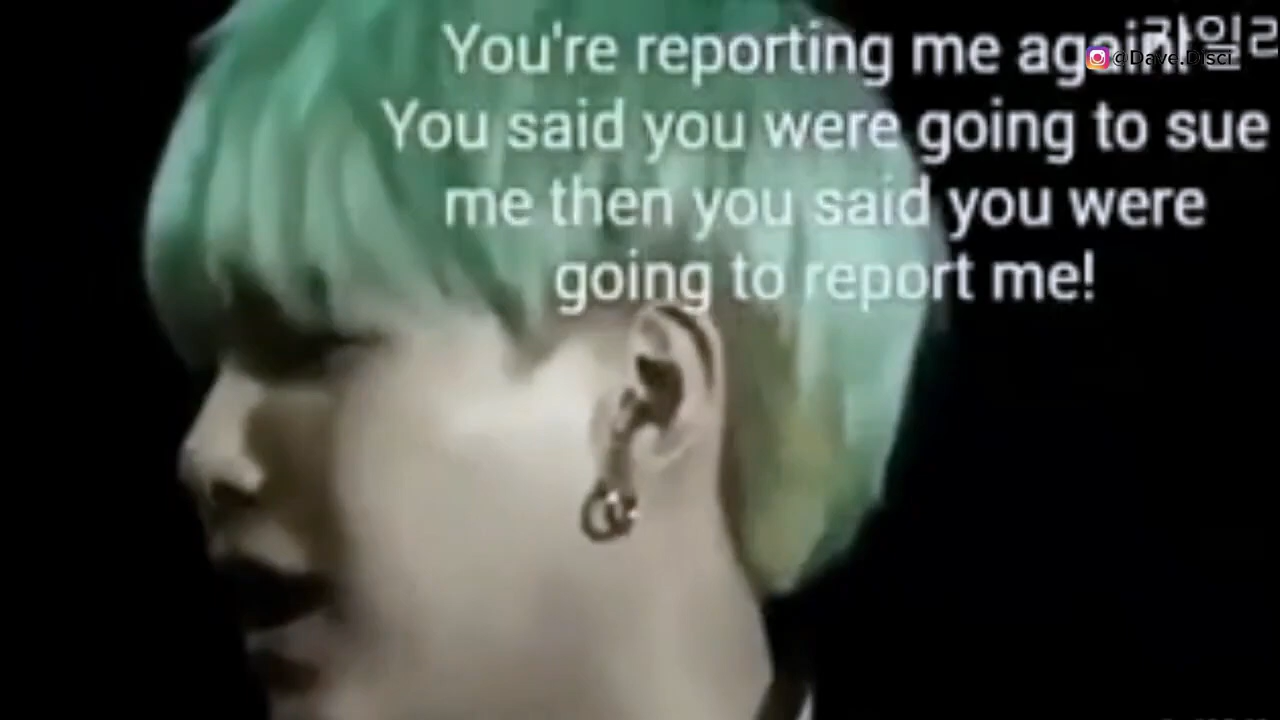 You're reporting me again!
@Dave.Disci
You said you were going to sue
me then you said you were
going to report me!